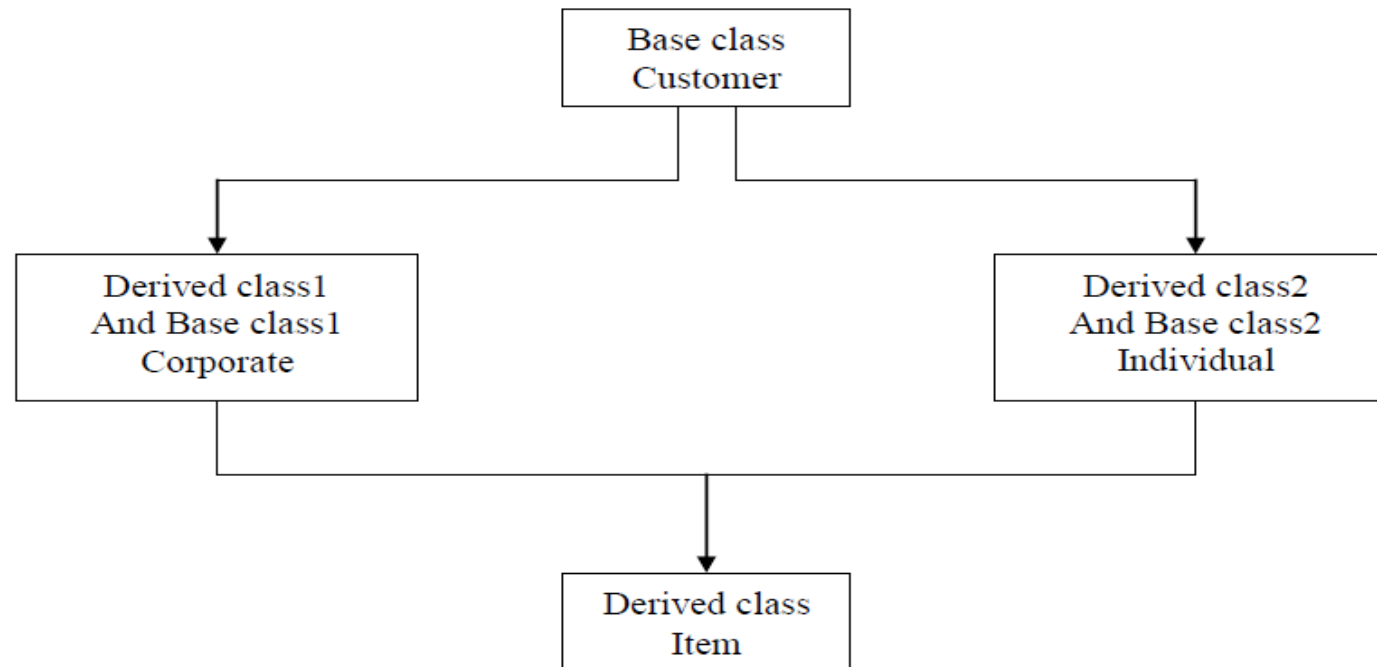 Base class
Customer
Derived class1
And Base class1
Corporate
Derived class2
And Base class2
Individual
Derived class
Item